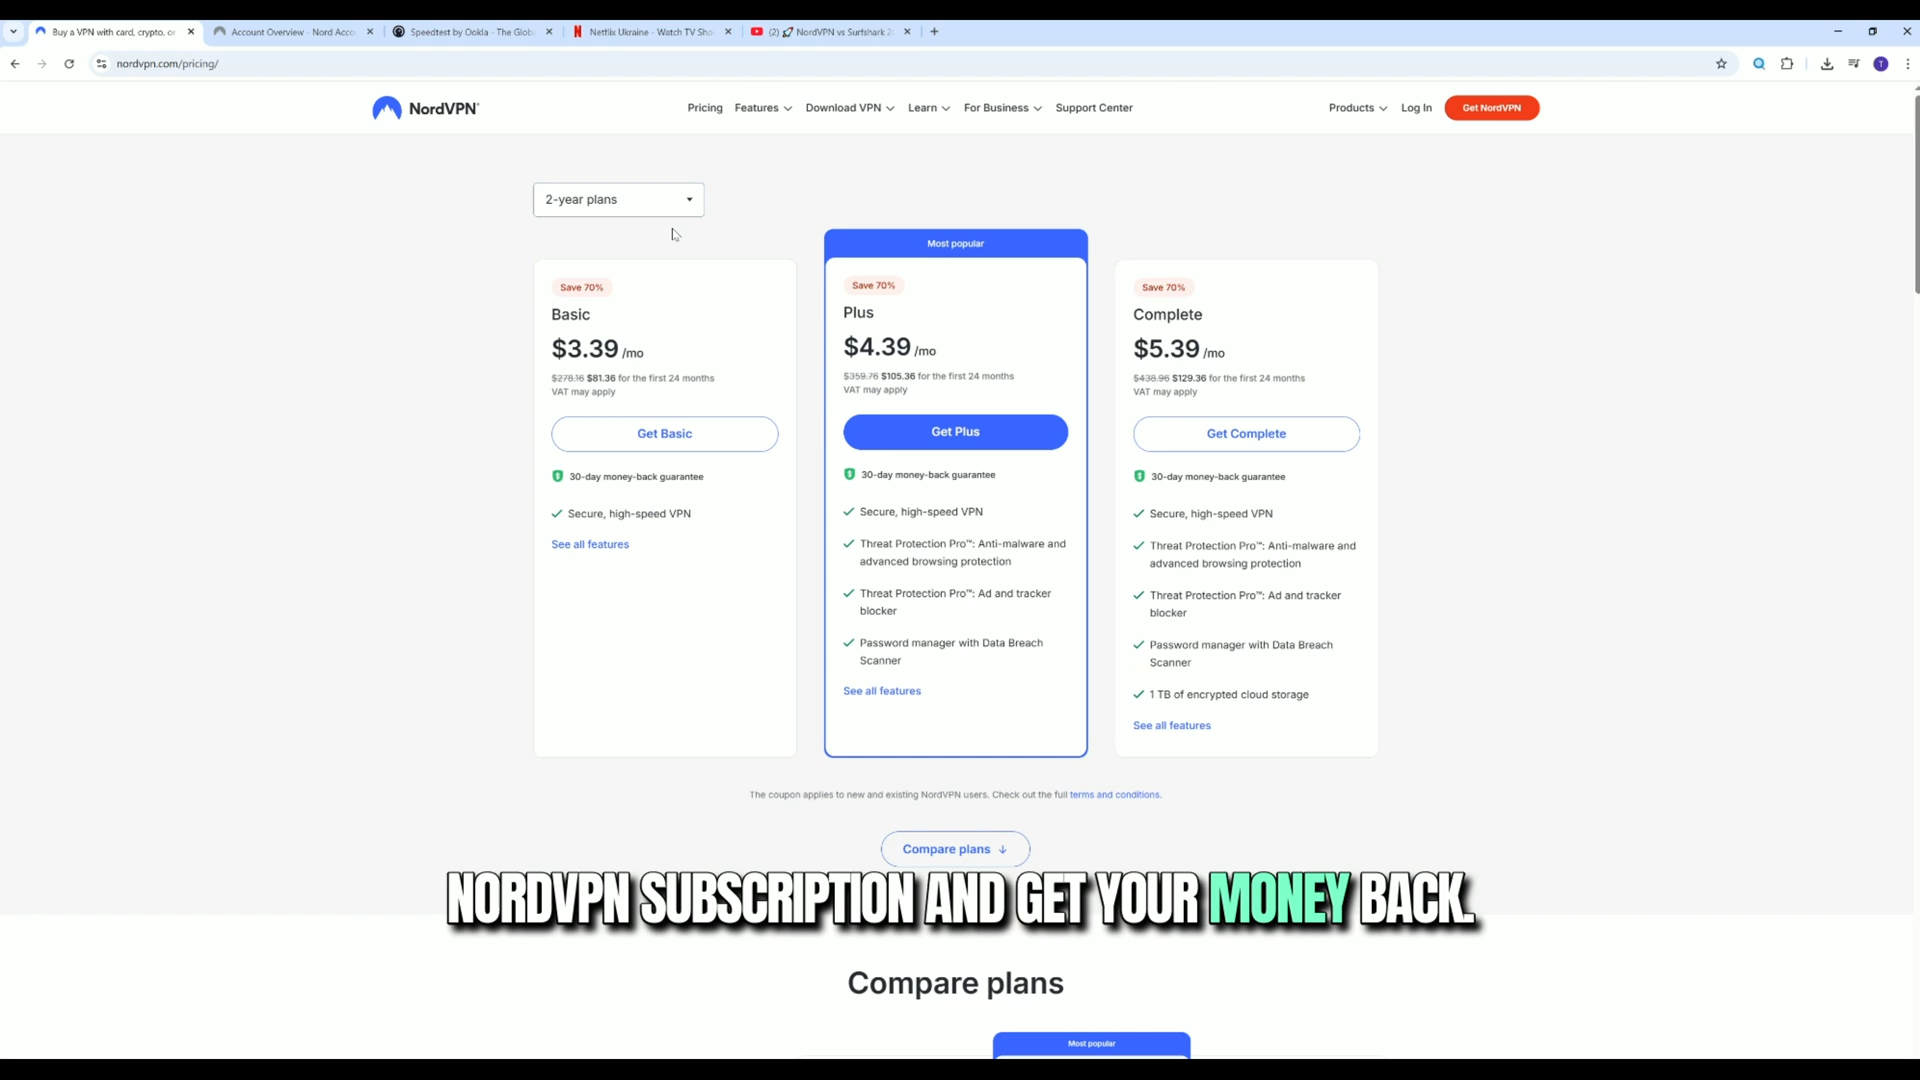 Buy a VPN with card, crypto, or
Account Overview - Nord Acco
Speedtest by Ookla - The Glob
Netflix Ukraine - Watch TV Sho
(2) 🚀 NordVPN vs Surfshark 2
nordvpn.com/pricing/
T
NordVPN®
Pricing
Features
Download VPN
Learn
For Business
Support Center
Products
Log In
Get NordVPN
2-year plans
Save 70%
Basic
$3.39 /mo
$278.16 $81.36 for the first 24 months
VAT may apply
Get Basic
30-day money-back guarantee
Secure, high-speed VPN
See all features
Most popular
Save 70%
Plus
$4.39 /mo
$359.76 $105.36 for the first 24 months
VAT may apply
Get Plus
30-day money-back guarantee
Secure, high-speed VPN
Threat Protection Pro™: Anti-malware and
advanced browsing protection
Threat Protection Pro™: Ad and tracker
blocker
Password manager with Data Breach
Scanner
See all features
Save 70%
Complete
$5.39 /mo
$438.96 $129.36 for the first 24 months
VAT may apply
Get Complete
30-day money-back guarantee
Secure, high-speed VPN
Threat Protection Pro™: Anti-malware and
advanced browsing protection
Threat Protection Pro™: Ad and tracker
blocker
Password manager with Data Breach
Scanner
1 TB of encrypted cloud storage
See all features
The coupon applies to new and existing NordVPN users. Check out the full terms and conditions.
Compare plans ↓
NORDVPN SUBSCRIPTION AND GET YOUR MONEY BACK.
Compare plans
Most popular